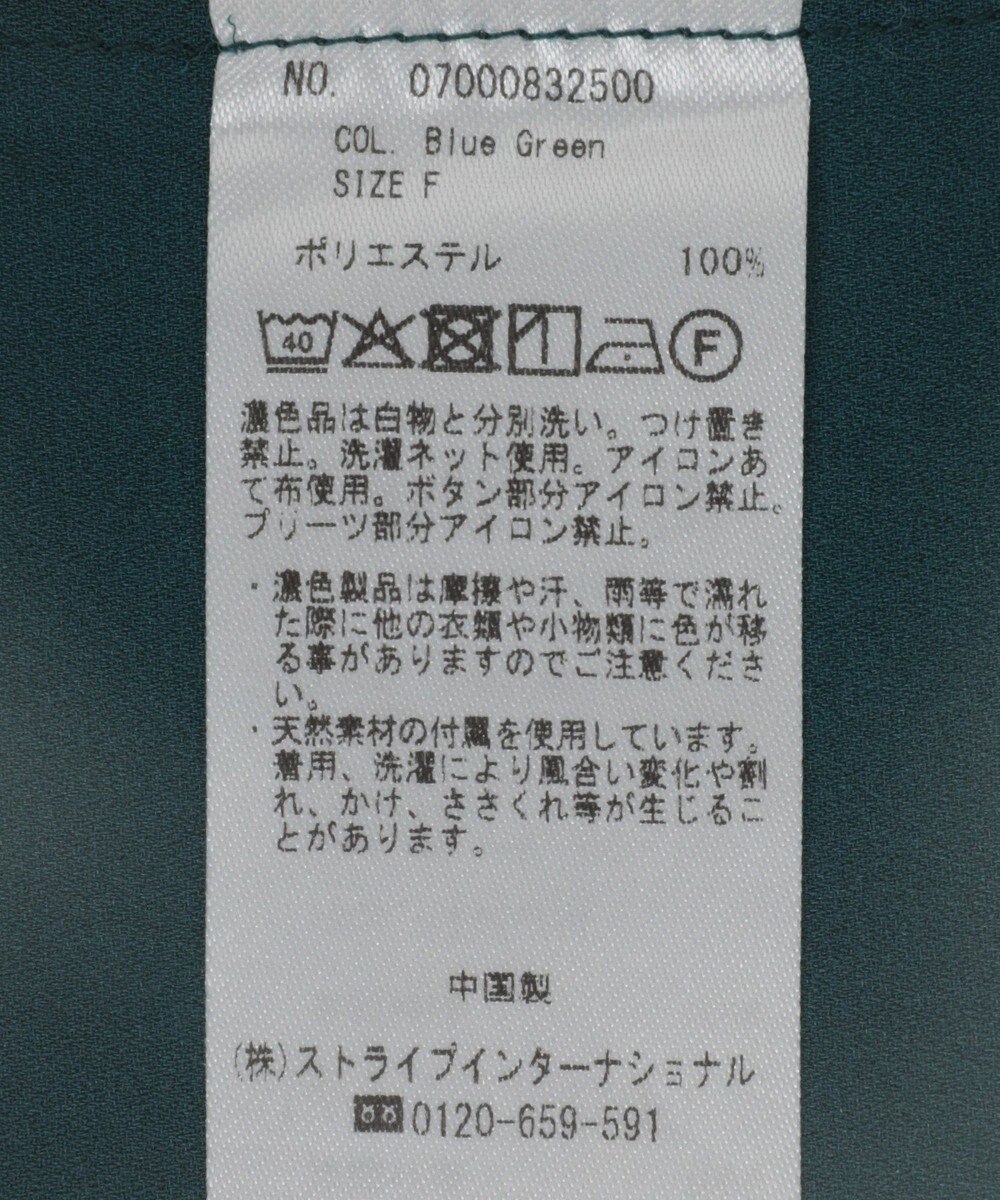 NO. 07000832500
COL. Blue Green
SIZE F
ポリエステル 100%
40
F
濃色品は白物と分別洗い。つけ置き
禁止。洗濯ネット使用。アイロンあ
て布使用。ボタン部分アイロン禁止。
プリーツ部分アイロン禁止。
・濃色製品は摩擦や汗、雨等で濡れ
た際に他の衣類や小物類に色が移
る事がありますのでご注意くださ
い。
・天然素材の付属を使用しています。
着用、洗濯により風合い変化や割
れ、かけ、ささくれ等が生じるこ
とがあります。
中国製
(株)ストライプインターナショナル
0120-659-591